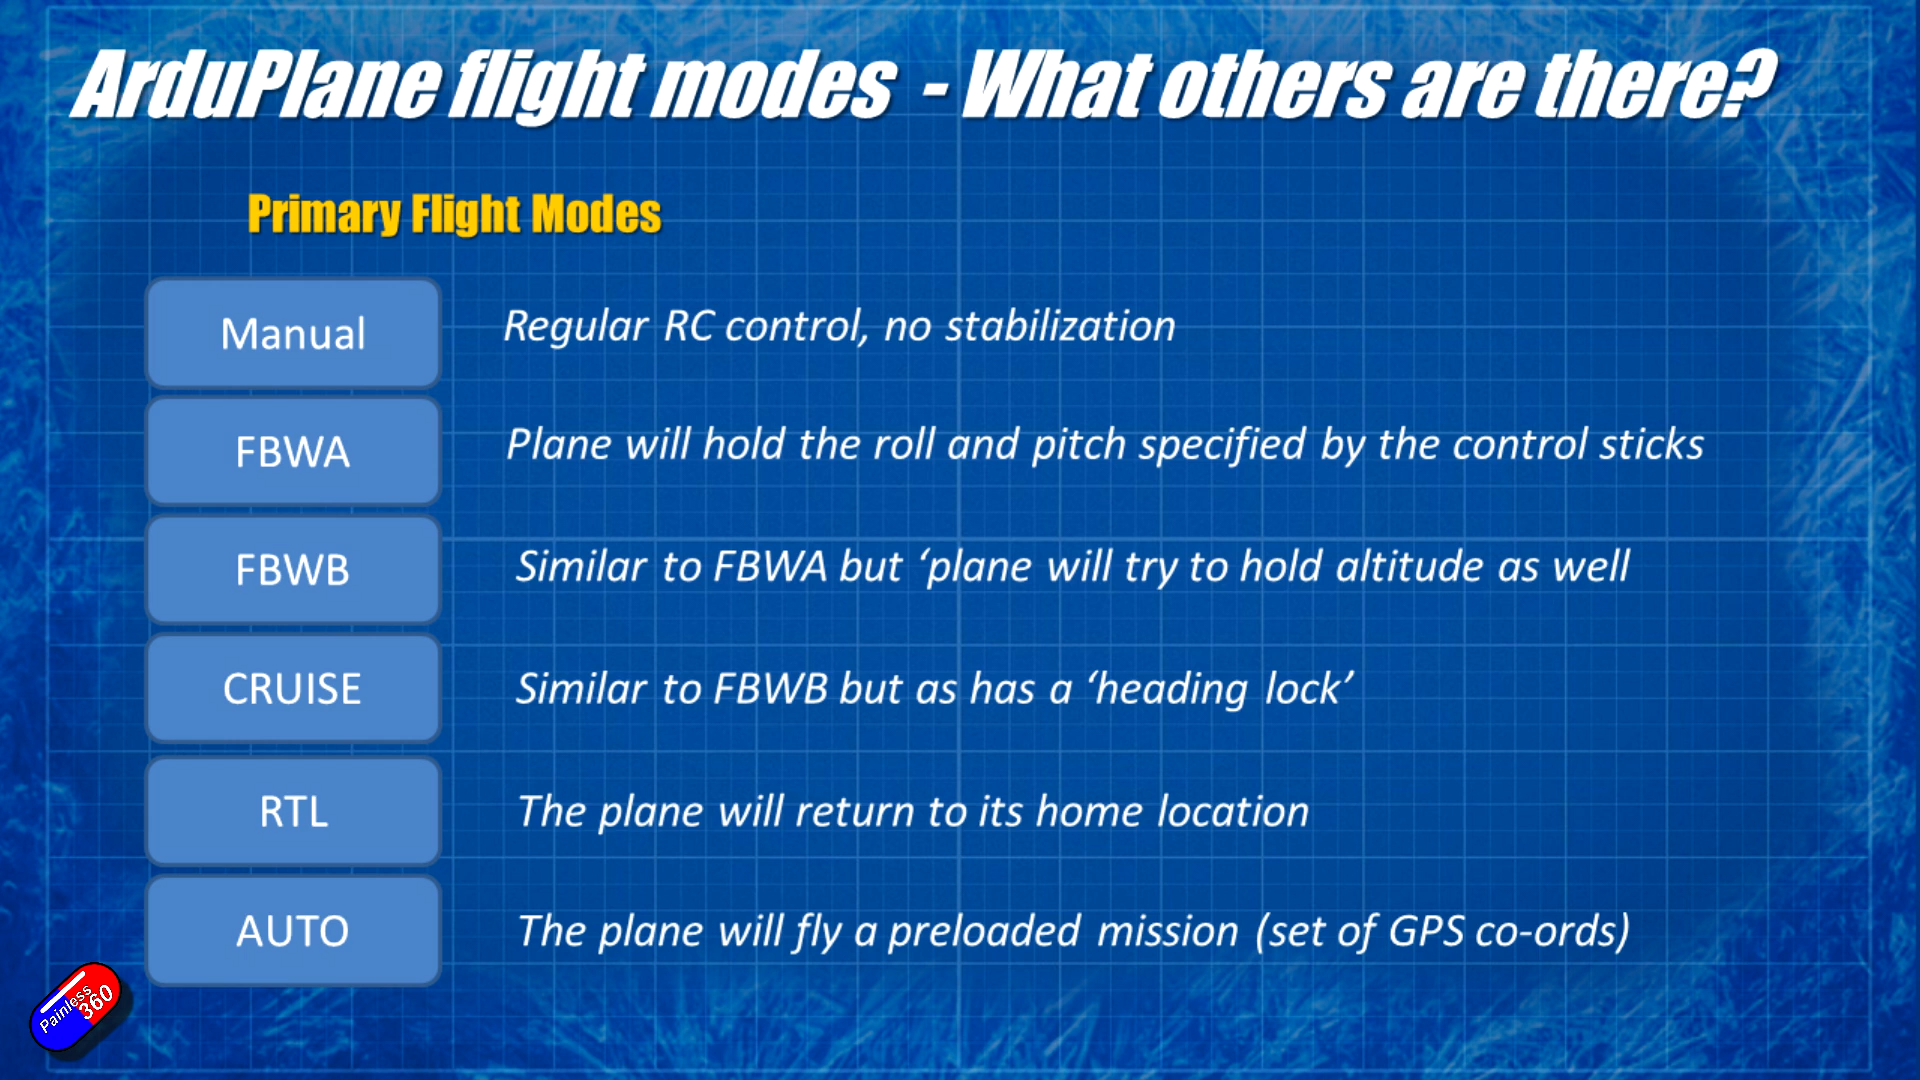 ArduPlane flight modes - What others are there?
Primary Flight Modes
Manual
Regular RC control, no stabilization
FBWA
Plane will hold the roll and pitch specified by the control sticks
FBWB
Similar to FBWA but ‘plane will try to hold altitude as well
CRUISE
Similar to FBWB but as has a ‘heading lock’
RTL
The plane will return to its home location
AUTO
The plane will fly a preloaded mission (set of GPS co-ords)
Painless
360